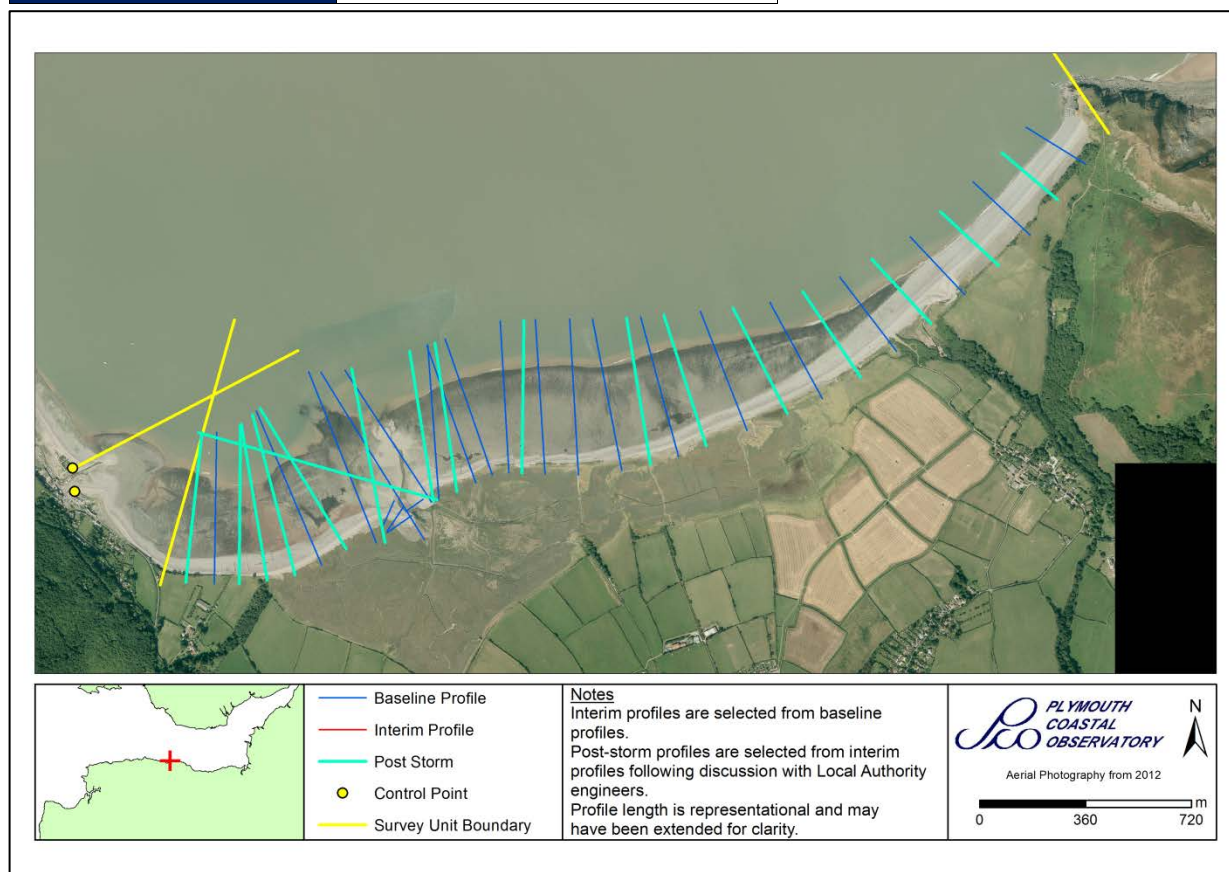 Baseline Profile
Interim Profile
Post Storm
Control Point
Survey Unit Boundary
Notes
Interim profiles are selected from baseline
profiles.
Post-storm profiles are selected from interim
profiles following discussion with Local Authority
engineers.
Profile length is representational and may
have been extended for clarity.
PCO
PLYMOUTH
COASTAL
OBSERVATORY
N
Aerial Photography from 2012
m
0 360 720